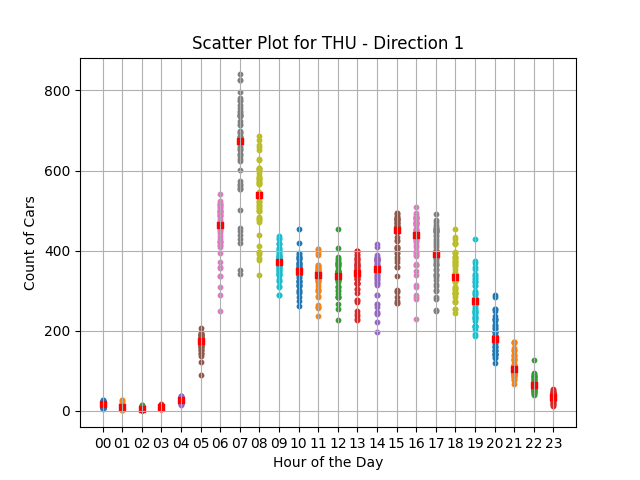 Scatter Plot for THU - Direction 1
Count of Cars
800
600
400
200
0
00 01 02 03 04 05 06 07 08 09 10 11 12 13 14 15 16 17 18 19 20 21 22 23
Hour of the Day